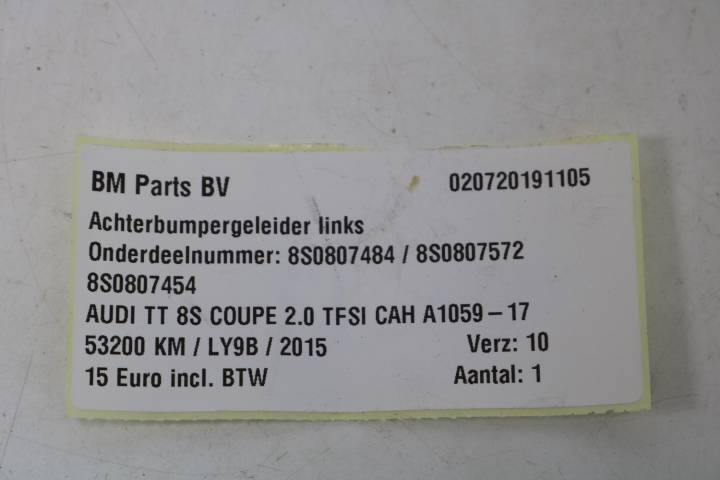 BM Parts BV 020720191105
Achterbumpergeleider links
Onderdeelnummer: 8S0807484 / 8S0807572
8S0807454
AUDI TT 8S COUPE 2.0 TFSI CAH A1059 – 17
53200 KM / LY9B / 2015 Verz: 10
15 Euro incl. BTW Aantal: 1